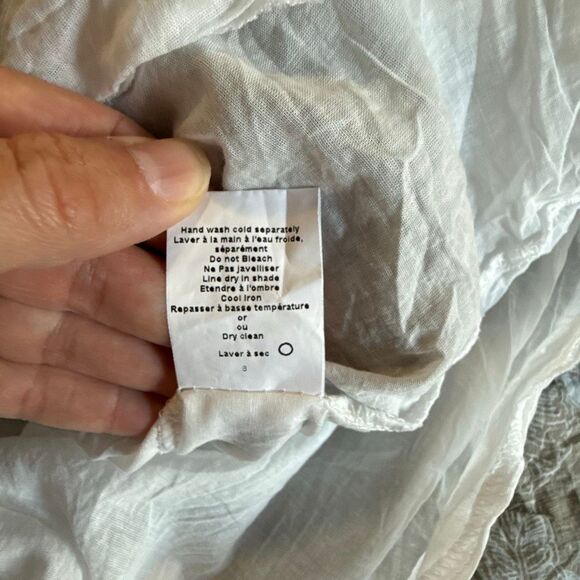 Hand wash cold separately
Laver à la main à l'eau froide,
séparément
Do not Bleach
Ne Pas javelliser
Line dry in shade
Etendre à l'ombre
Cool Iron
Repasser à basse température
or
ou
Dry clean
Laver à sec